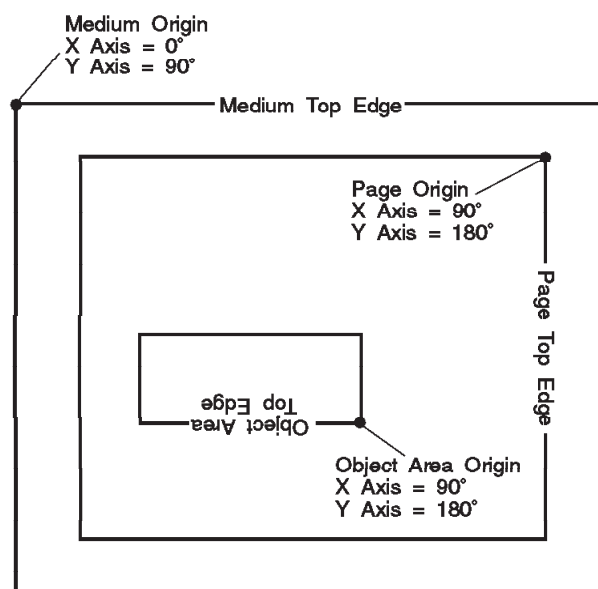 Medium Origin
X Axis = 0°
Y Axis = 90°
Medium Top Edge
Page Origin
X Axis = 90°
Y Axis = 180°
Page Top Edge
Object Area
Top Edge
Object Area Origin
X Axis = 90°
Y Axis = 180°